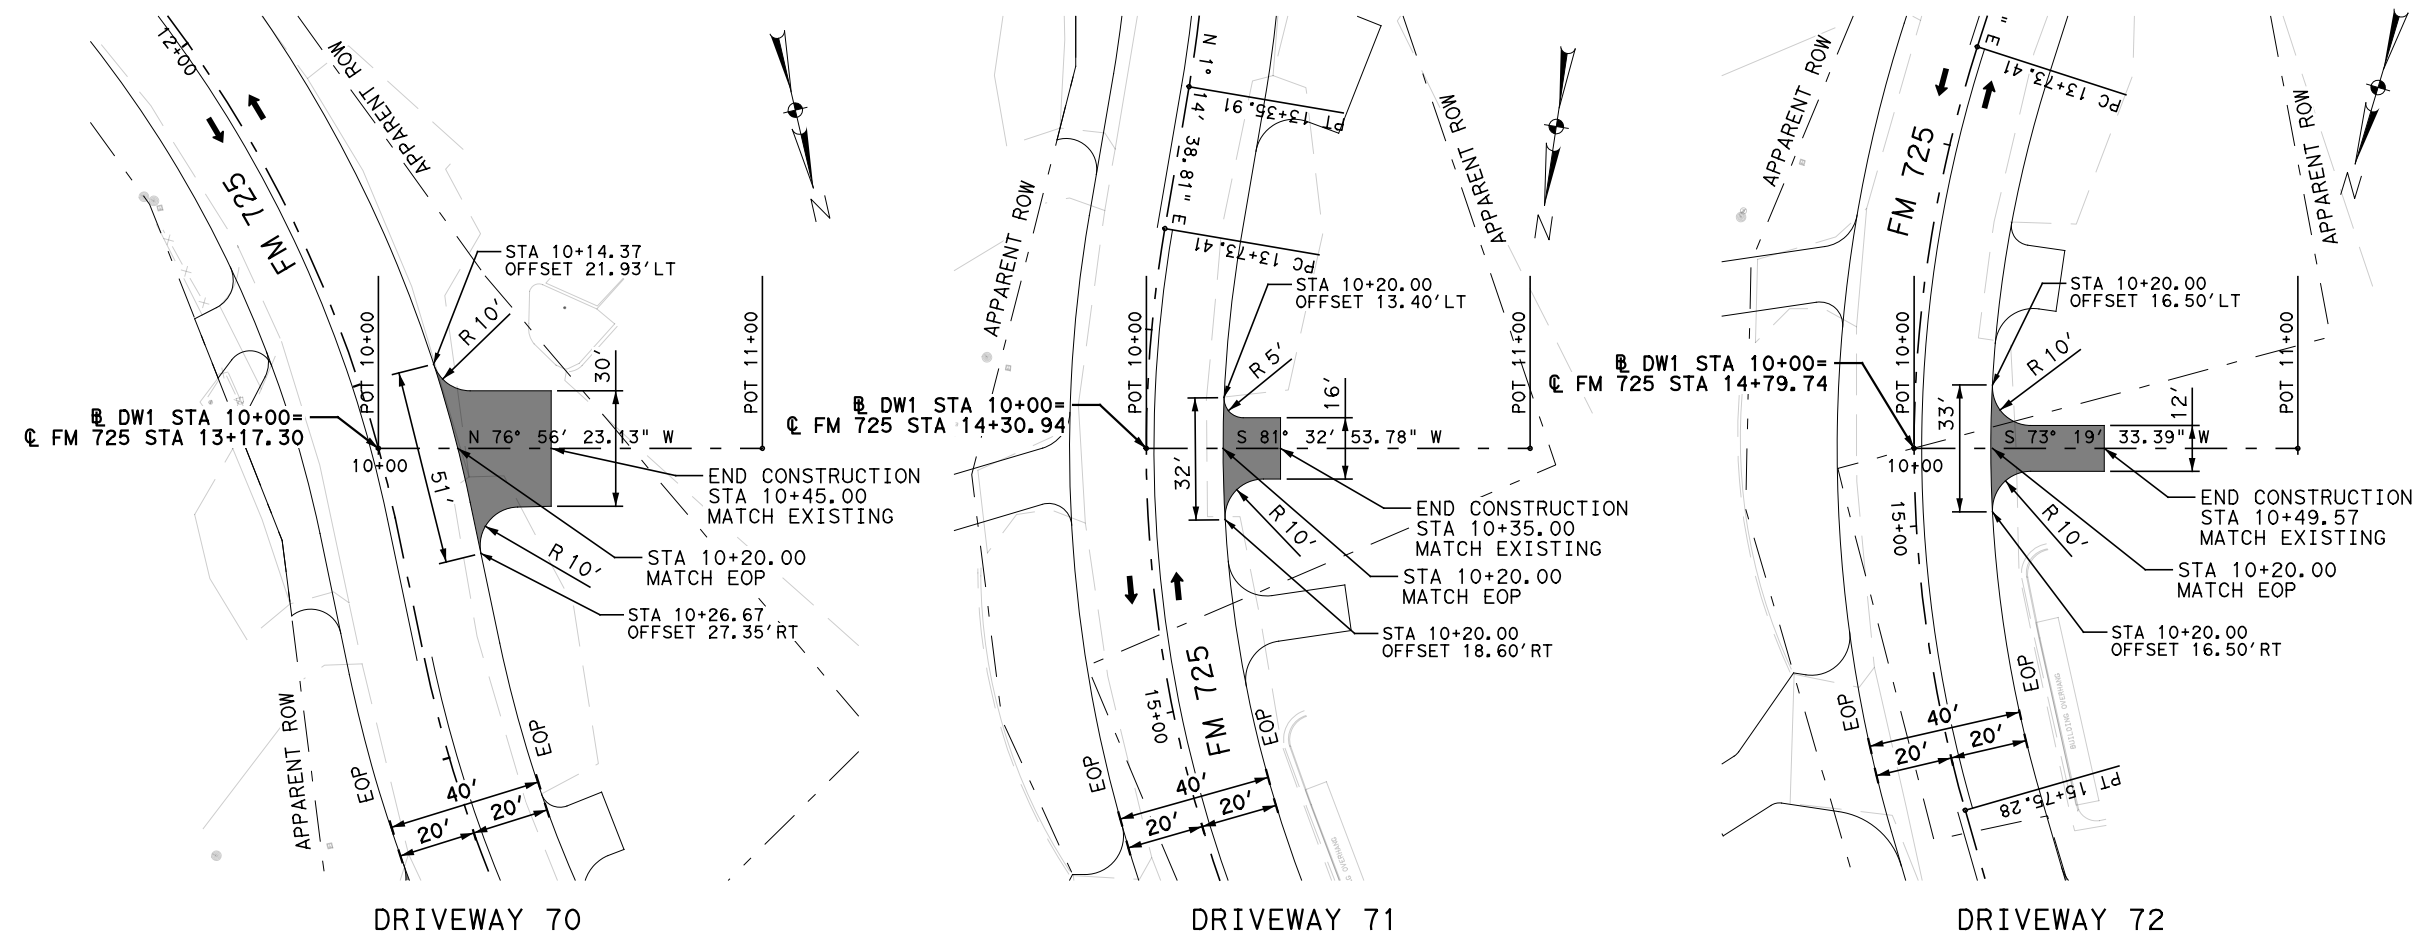 12+00
APPARENT ROW
FM 725
N
STA 10+14.37
OFFSET 21.93'LT
R 10'
30'
POT 10+00
POT 11+00
℄ DW1 STA 10+00=
℄ FM 725 STA 13+17.30
N 76° 56' 23.13" W
10+00
51'
END CONSTRUCTION
STA 10+45.00
MATCH EXISTING
R 10'
STA 10+20.00
MATCH EOP
STA 10+26.67
OFFSET 27.35'RT
APPARENT ROW
EOP
EOP
40'
20'
20'
DRIVEWAY 70
N 1° 14' 38.81" E
PT 13+35.91
PC 13+73.41
APPARENT ROW
APPARENT ROW
N
STA 10+20.00
OFFSET 13.40'LT
R 5'
16'
POT 10+00
POT 11+00
℄ DW1 STA 10+00=
℄ FM 725 STA 14+30.94
S 81° 32' 53.78" W
32'
R 10'
END CONSTRUCTION
STA 10+35.00
MATCH EXISTING
STA 10+20.00
MATCH EOP
STA 10+20.00
OFFSET 18.60'RT
FM 725
15+00
EOP
EOP
40'
20'
20'
DRIVEWAY 71
" E
PC 13+73.41
APPARENT ROW
APPARENT ROW
FM 725
N
STA 10+20.00
OFFSET 16.50'LT
R 10'
12'
POT 10+00
POT 11+00
℄ DW1 STA 10+00=
℄ FM 725 STA 14+79.74
33'
S 73° 19' 33.39" W
10+00
15+00
R 10'
END CONSTRUCTION
STA 10+49.57
MATCH EXISTING
STA 10+20.00
MATCH EOP
STA 10+20.00
OFFSET 16.50'RT
EOP
EOP
BUILDING OVERHANG
40'
20'
20'
PT 15+75.28
DRIVEWAY 72